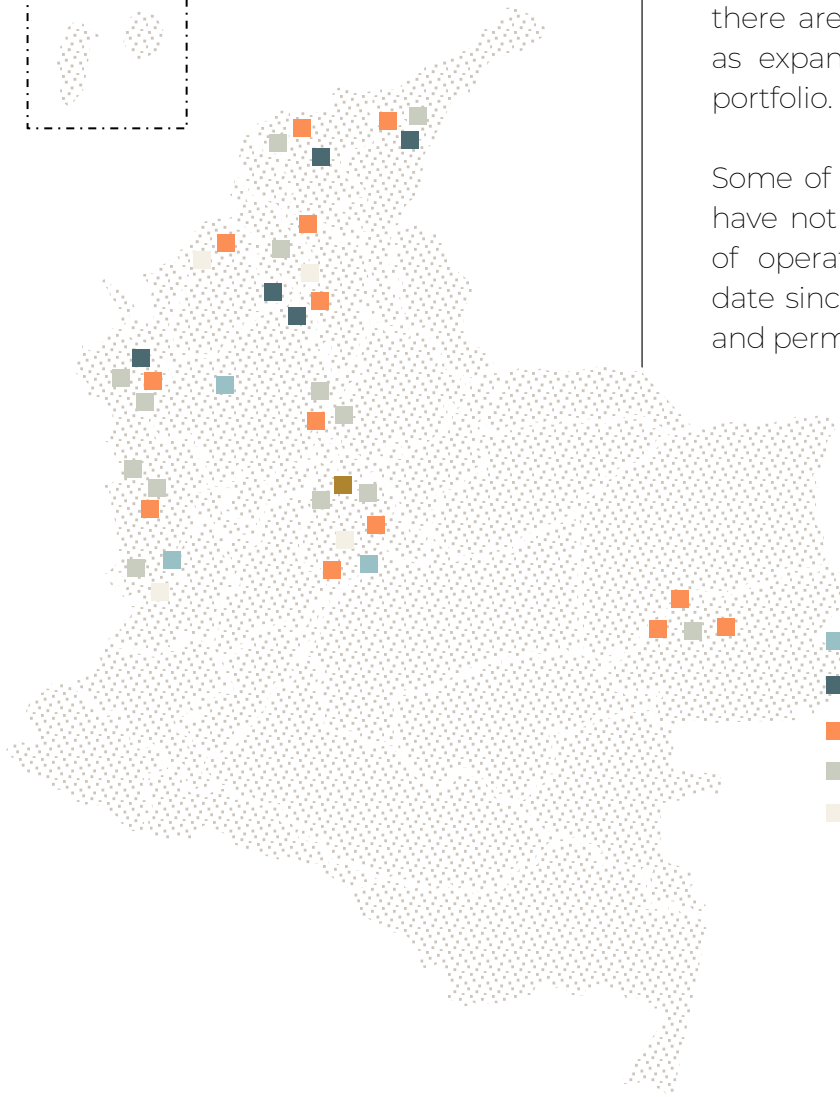 there are
as expan
portfolio.
Some of
have not
of opera
date sinc
and perm